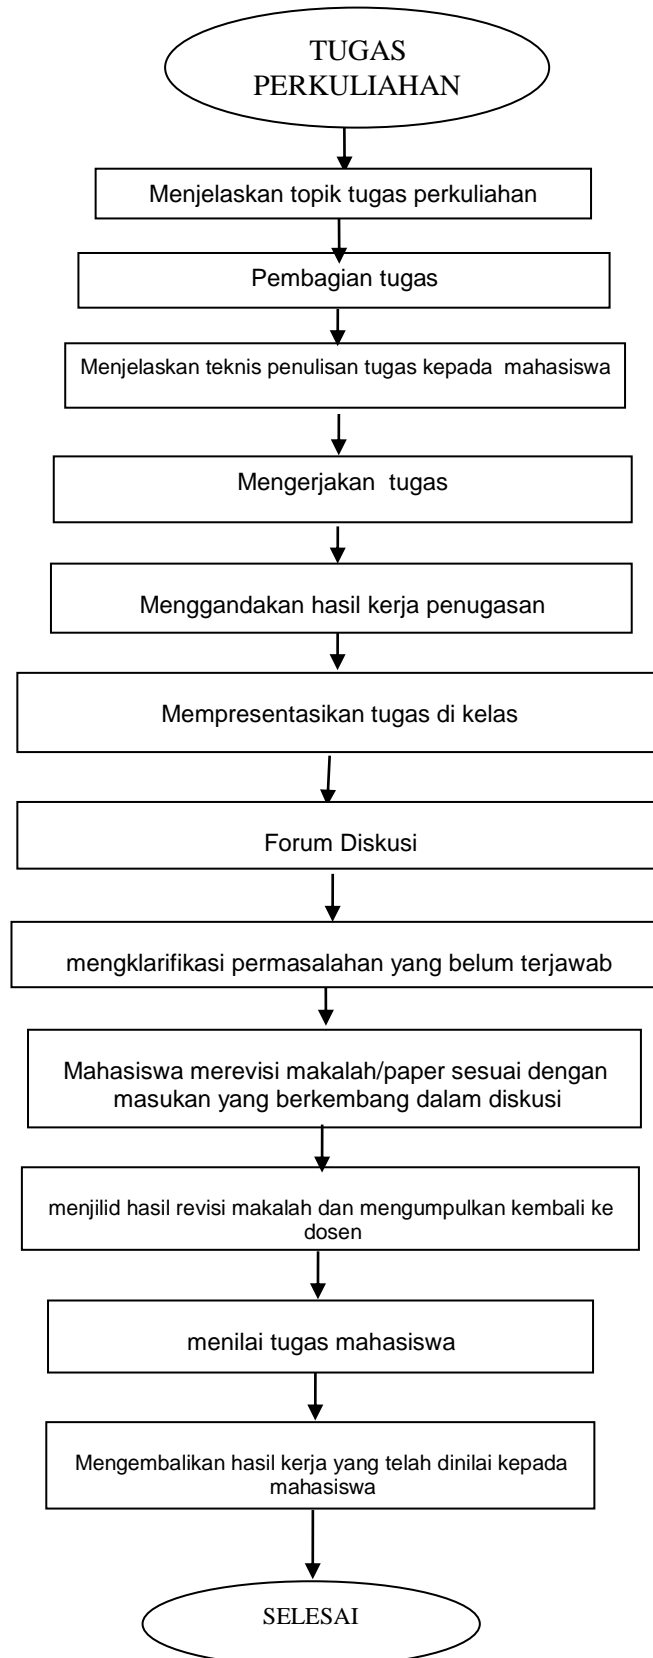 TUGAS
PERKULIAHAN
Menjelaskan topik tugas perkuliahan
Pembagian tugas
Menjelaskan teknis penulisan tugas kepada  mahasiswa
Mengerjakan  tugas
Menggandakan hasil kerja penugasan
Mempresentasikan tugas di kelas
Forum Diskusi
mengklarifikasi permasalahan yang belum terjawab
Mahasiswa merevisi makalah/paper sesuai dengan
masukan yang berkembang dalam diskusi
menjilid hasil revisi makalah dan mengumpulkan kembali ke
dosen
menilai tugas mahasiswa
Mengembalikan hasil kerja yang telah dinilai kepada
mahasiswa
SELESAI